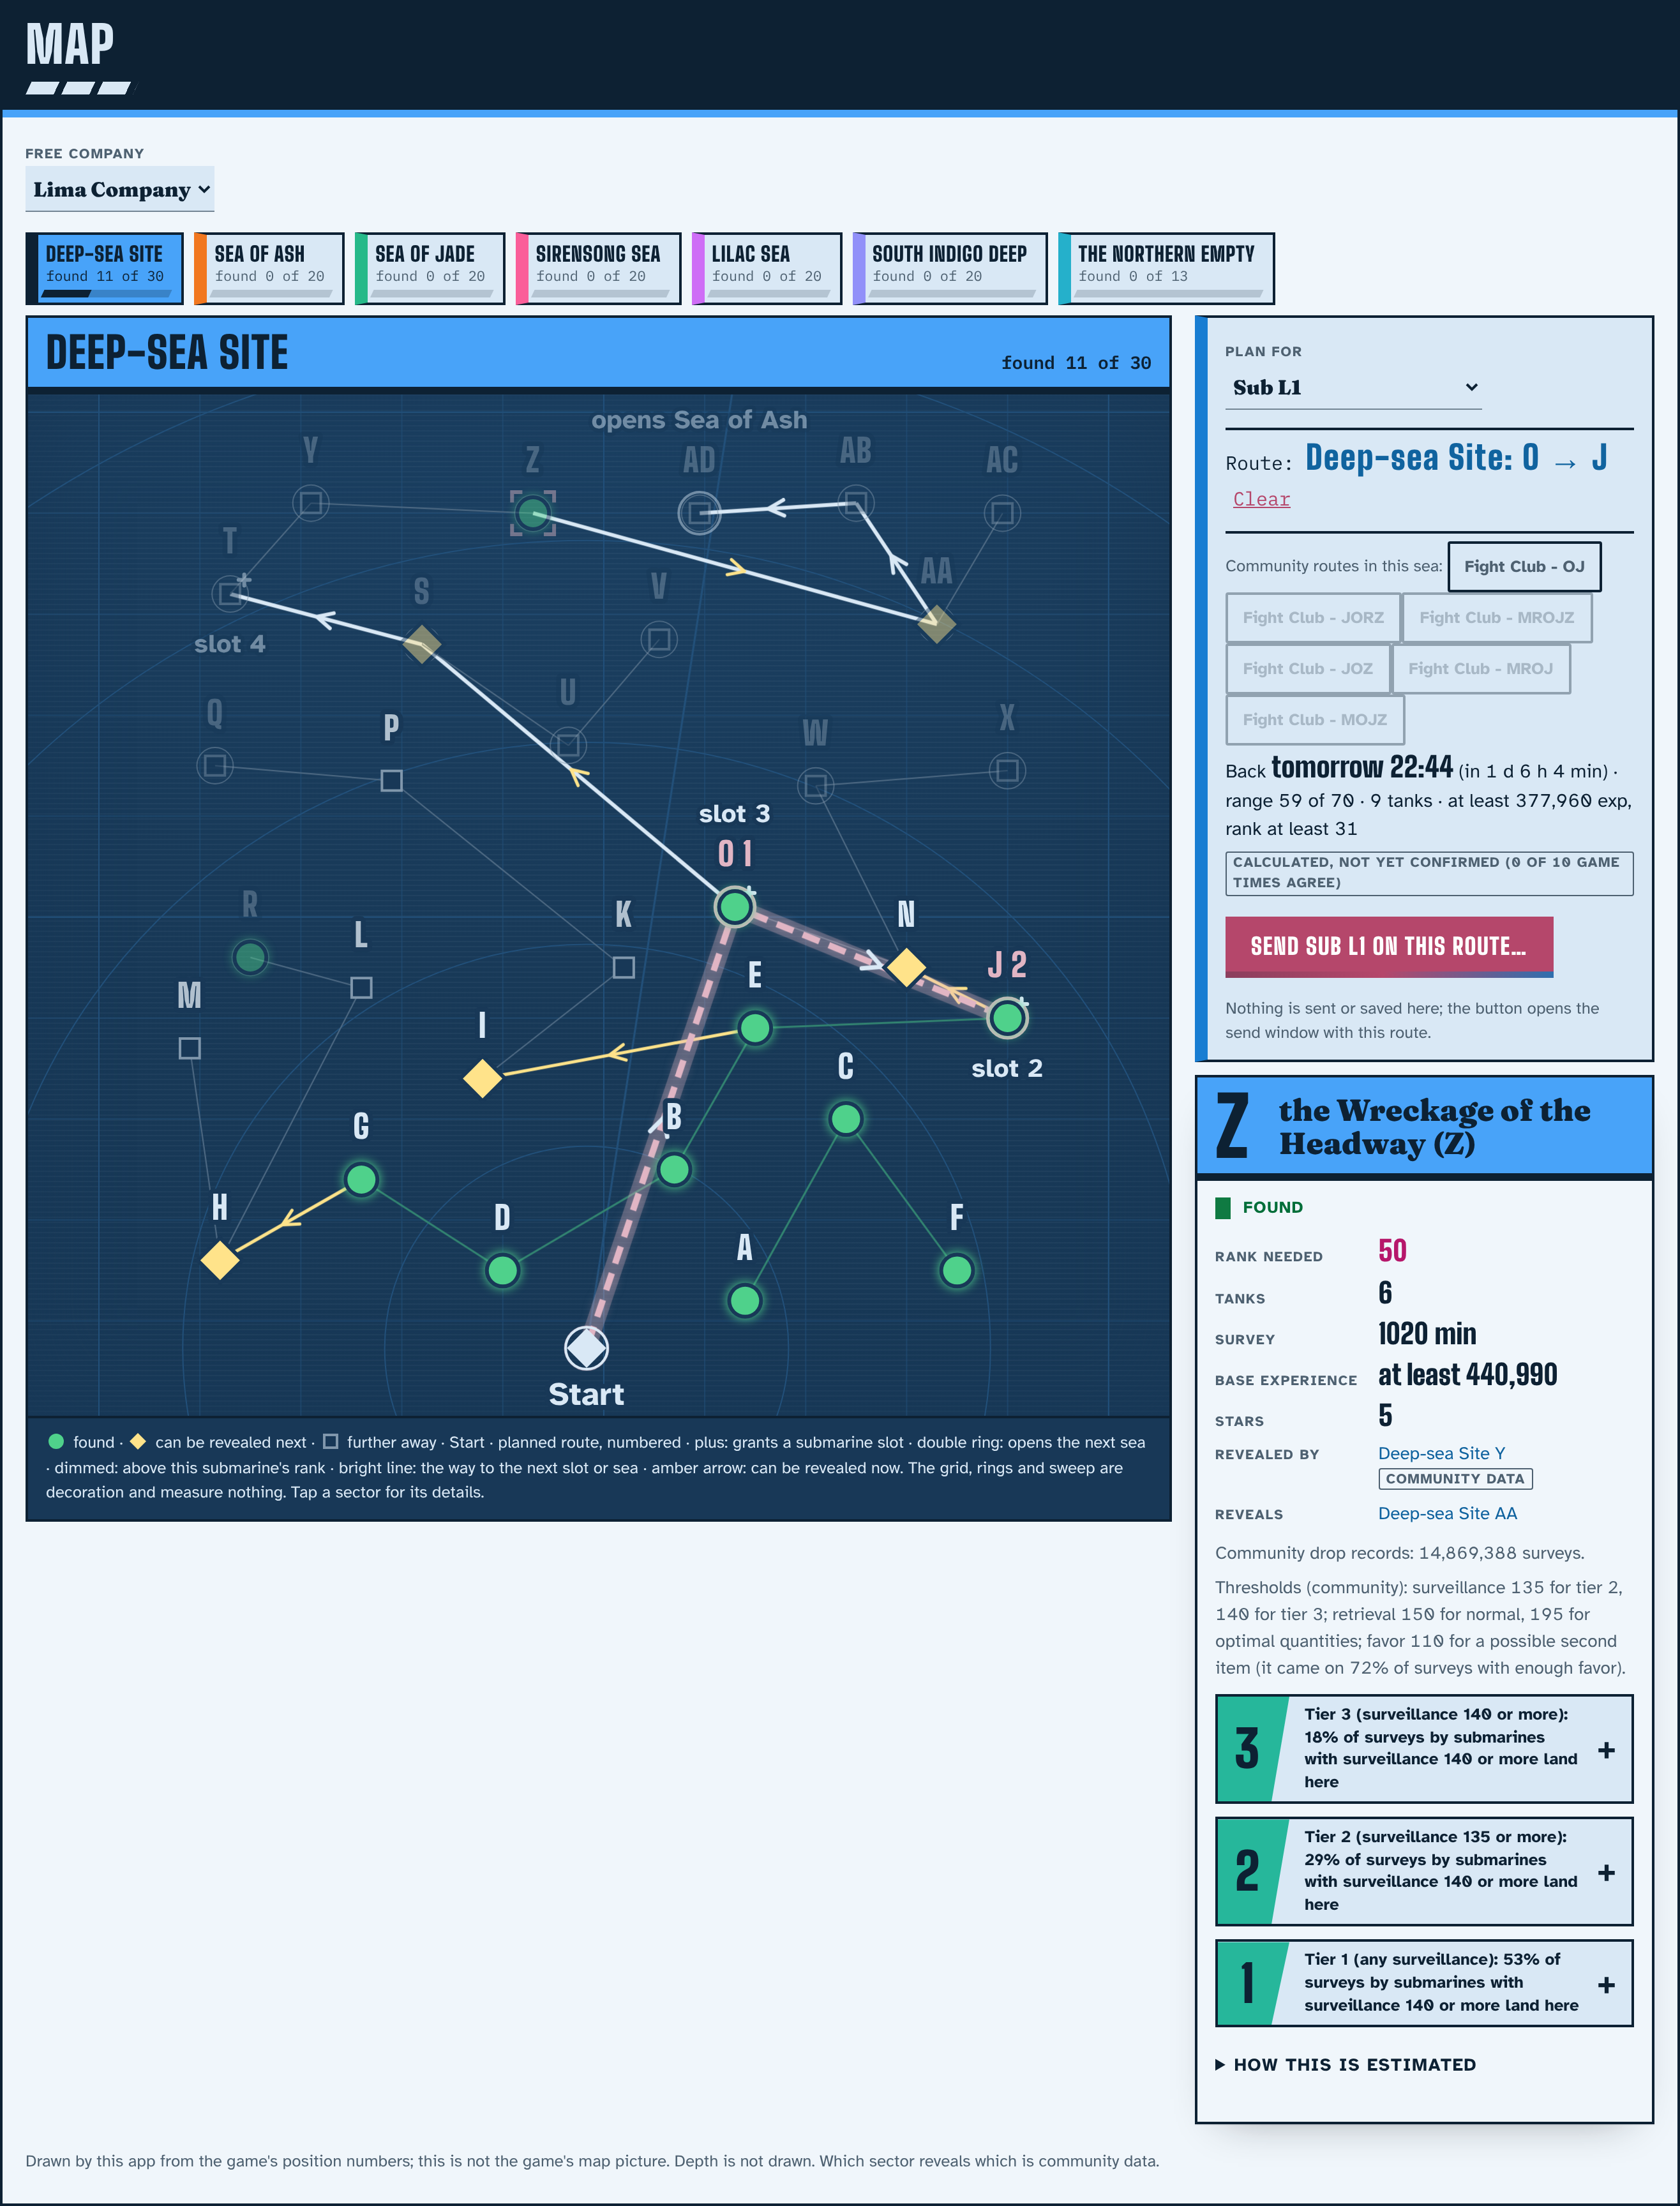 MAP
FREE COMPANY
Lima Company
DEEP-SEA SITE
found 11 of 30
SEA OF ASH
found 0 of 20
SEA OF JADE
found 0 of 20
SIRENSONG SEA
found 0 of 20
LILAC SEA
found 0 of 20
SOUTH INDIGO DEEP
found 0 of 20
THE NORTHERN EMPTY
found 0 of 13
DEEP-SEA SITE
found 11 of 30
opens Sea of Ash
Y
Z
AD
AB
AC
T
S
V
AA
slot 4
Q
P
U
W
X
slot 3
O 1
R
L
K
N
M
I
E
J 2
slot 2
C
G
B
H
D
A
F
Start
found · can be revealed next · further away · Start · planned route, numbered · plus: grants a submarine slot · double ring: opens the next sea
· dimmed: above this submarine's rank · bright line: the way to the next slot or sea · amber arrow: can be revealed now. The grid, rings and sweep are
decoration and measure nothing. Tap a sector for its details.
PLAN FOR
Sub L1
Route: Deep-sea Site: O → J
Clear
Community routes in this sea: Fight Club - OJ
Fight Club - JORZ Fight Club - MROJZ
Fight Club - JOZ Fight Club - MROJ
Fight Club - MOJZ
Back tomorrow 22:44 (in 1 d 6 h 4 min) ·
range 59 of 70 · 9 tanks · at least 377,960 exp,
rank at least 31
CALCULATED, NOT YET CONFIRMED (0 OF 10 GAME
TIMES AGREE)
SEND SUB L1 ON THIS ROUTE…
Nothing is sent or saved here; the button opens the
send window with this route.
Z
the Wreckage of the
Headway (Z)
FOUND
RANK NEEDED 50
TANKS 6
SURVEY 1020 min
BASE EXPERIENCE at least 440,990
STARS 5
REVEALED BY Deep-sea Site Y
COMMUNITY DATA
REVEALS Deep-sea Site AA
Community drop records: 14,869,388 surveys.
Thresholds (community): surveillance 135 for tier 2,
140 for tier 3; retrieval 150 for normal, 195 for
optimal quantities; favor 110 for a possible second
item (it came on 72% of surveys with enough favor).
3
Tier 3 (surveillance 140 or more):
18% of surveys by submarines
with surveillance 140 or more land
here
+
2
Tier 2 (surveillance 135 or more):
29% of surveys by submarines
with surveillance 140 or more land
here
+
1
Tier 1 (any surveillance): 53% of
surveys by submarines with
surveillance 140 or more land here
+
HOW THIS IS ESTIMATED
Drawn by this app from the game's position numbers; this is not the game's map picture. Depth is not drawn. Which sector reveals which is community data.